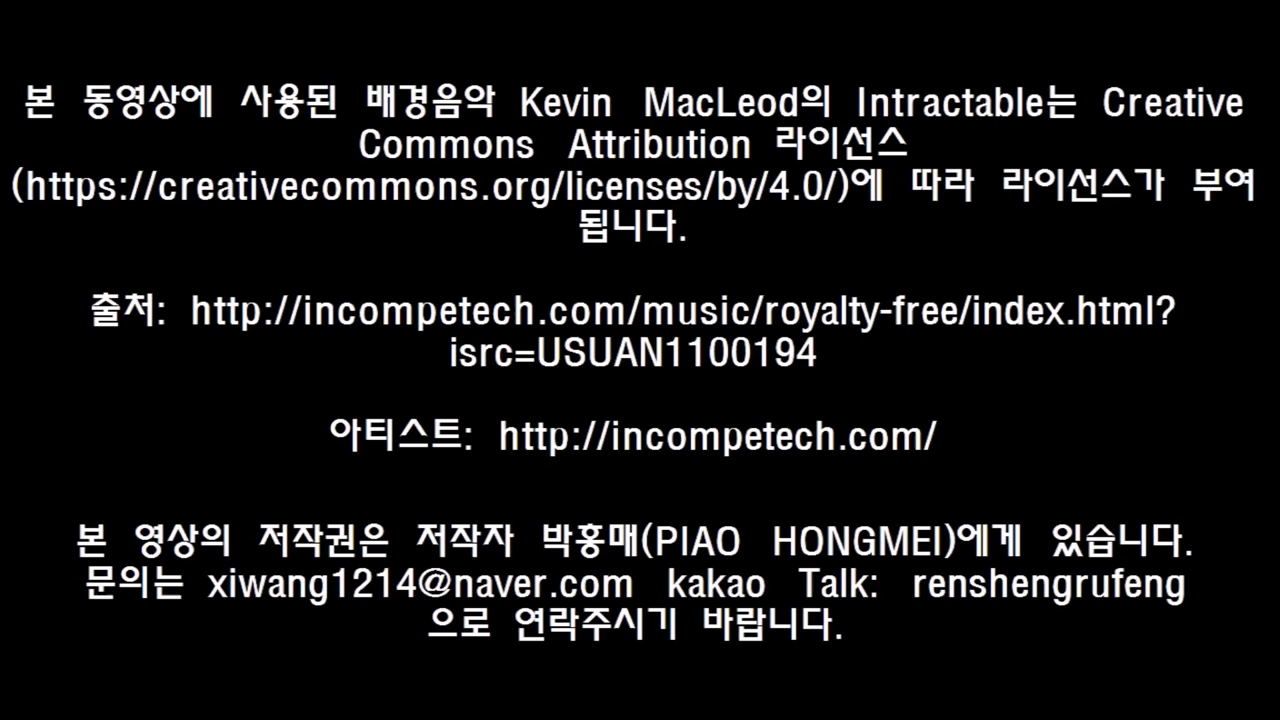 본 동영상에 사용된 배경음악 Kevin MacLeod의 Intractable는 Creative
Commons Attribution 라이선스
(https://creativecommons.org/licenses/by/4.0/)에 따라 라이선스가 부여
됩니다.
출처: http://incompetech.com/music/royalty-free/index.html?
isrc=USUAN1100194
아티스트: http://incompetech.com/
본 영상의 저작권은 저작자 박홍매(PIAO HONGMEI)에게 있습니다.
문의는 xiwang1214@naver.com kakao Talk: renshengrufeng
으로 연락주시기 바랍니다.